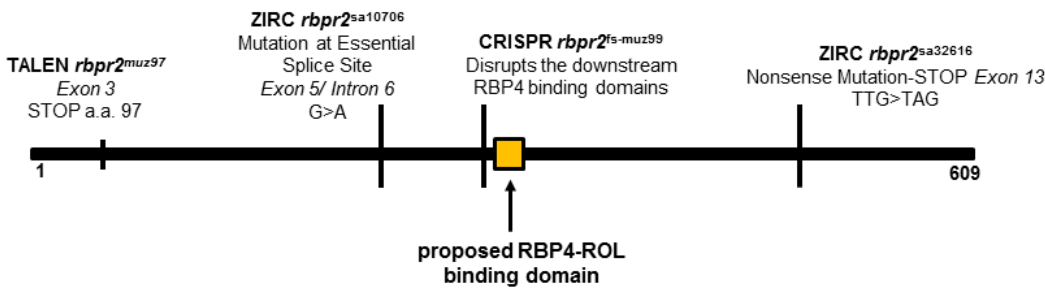 TALEN rbpr2muz97
Exon 3
STOP a.a. 97
ZIRC rbpr2sa10706
Mutation at Essential
Splice Site
Exon 5/ Intron 6
G>A
CRISPR rbpr2fs-muz99
Disrupts the downstream
RBP4 binding domains
ZIRC rbpr2sa32616
Nonsense Mutation-STOP Exon 13
TTG>TAG
1
609
proposed RBP4-ROL
binding domain